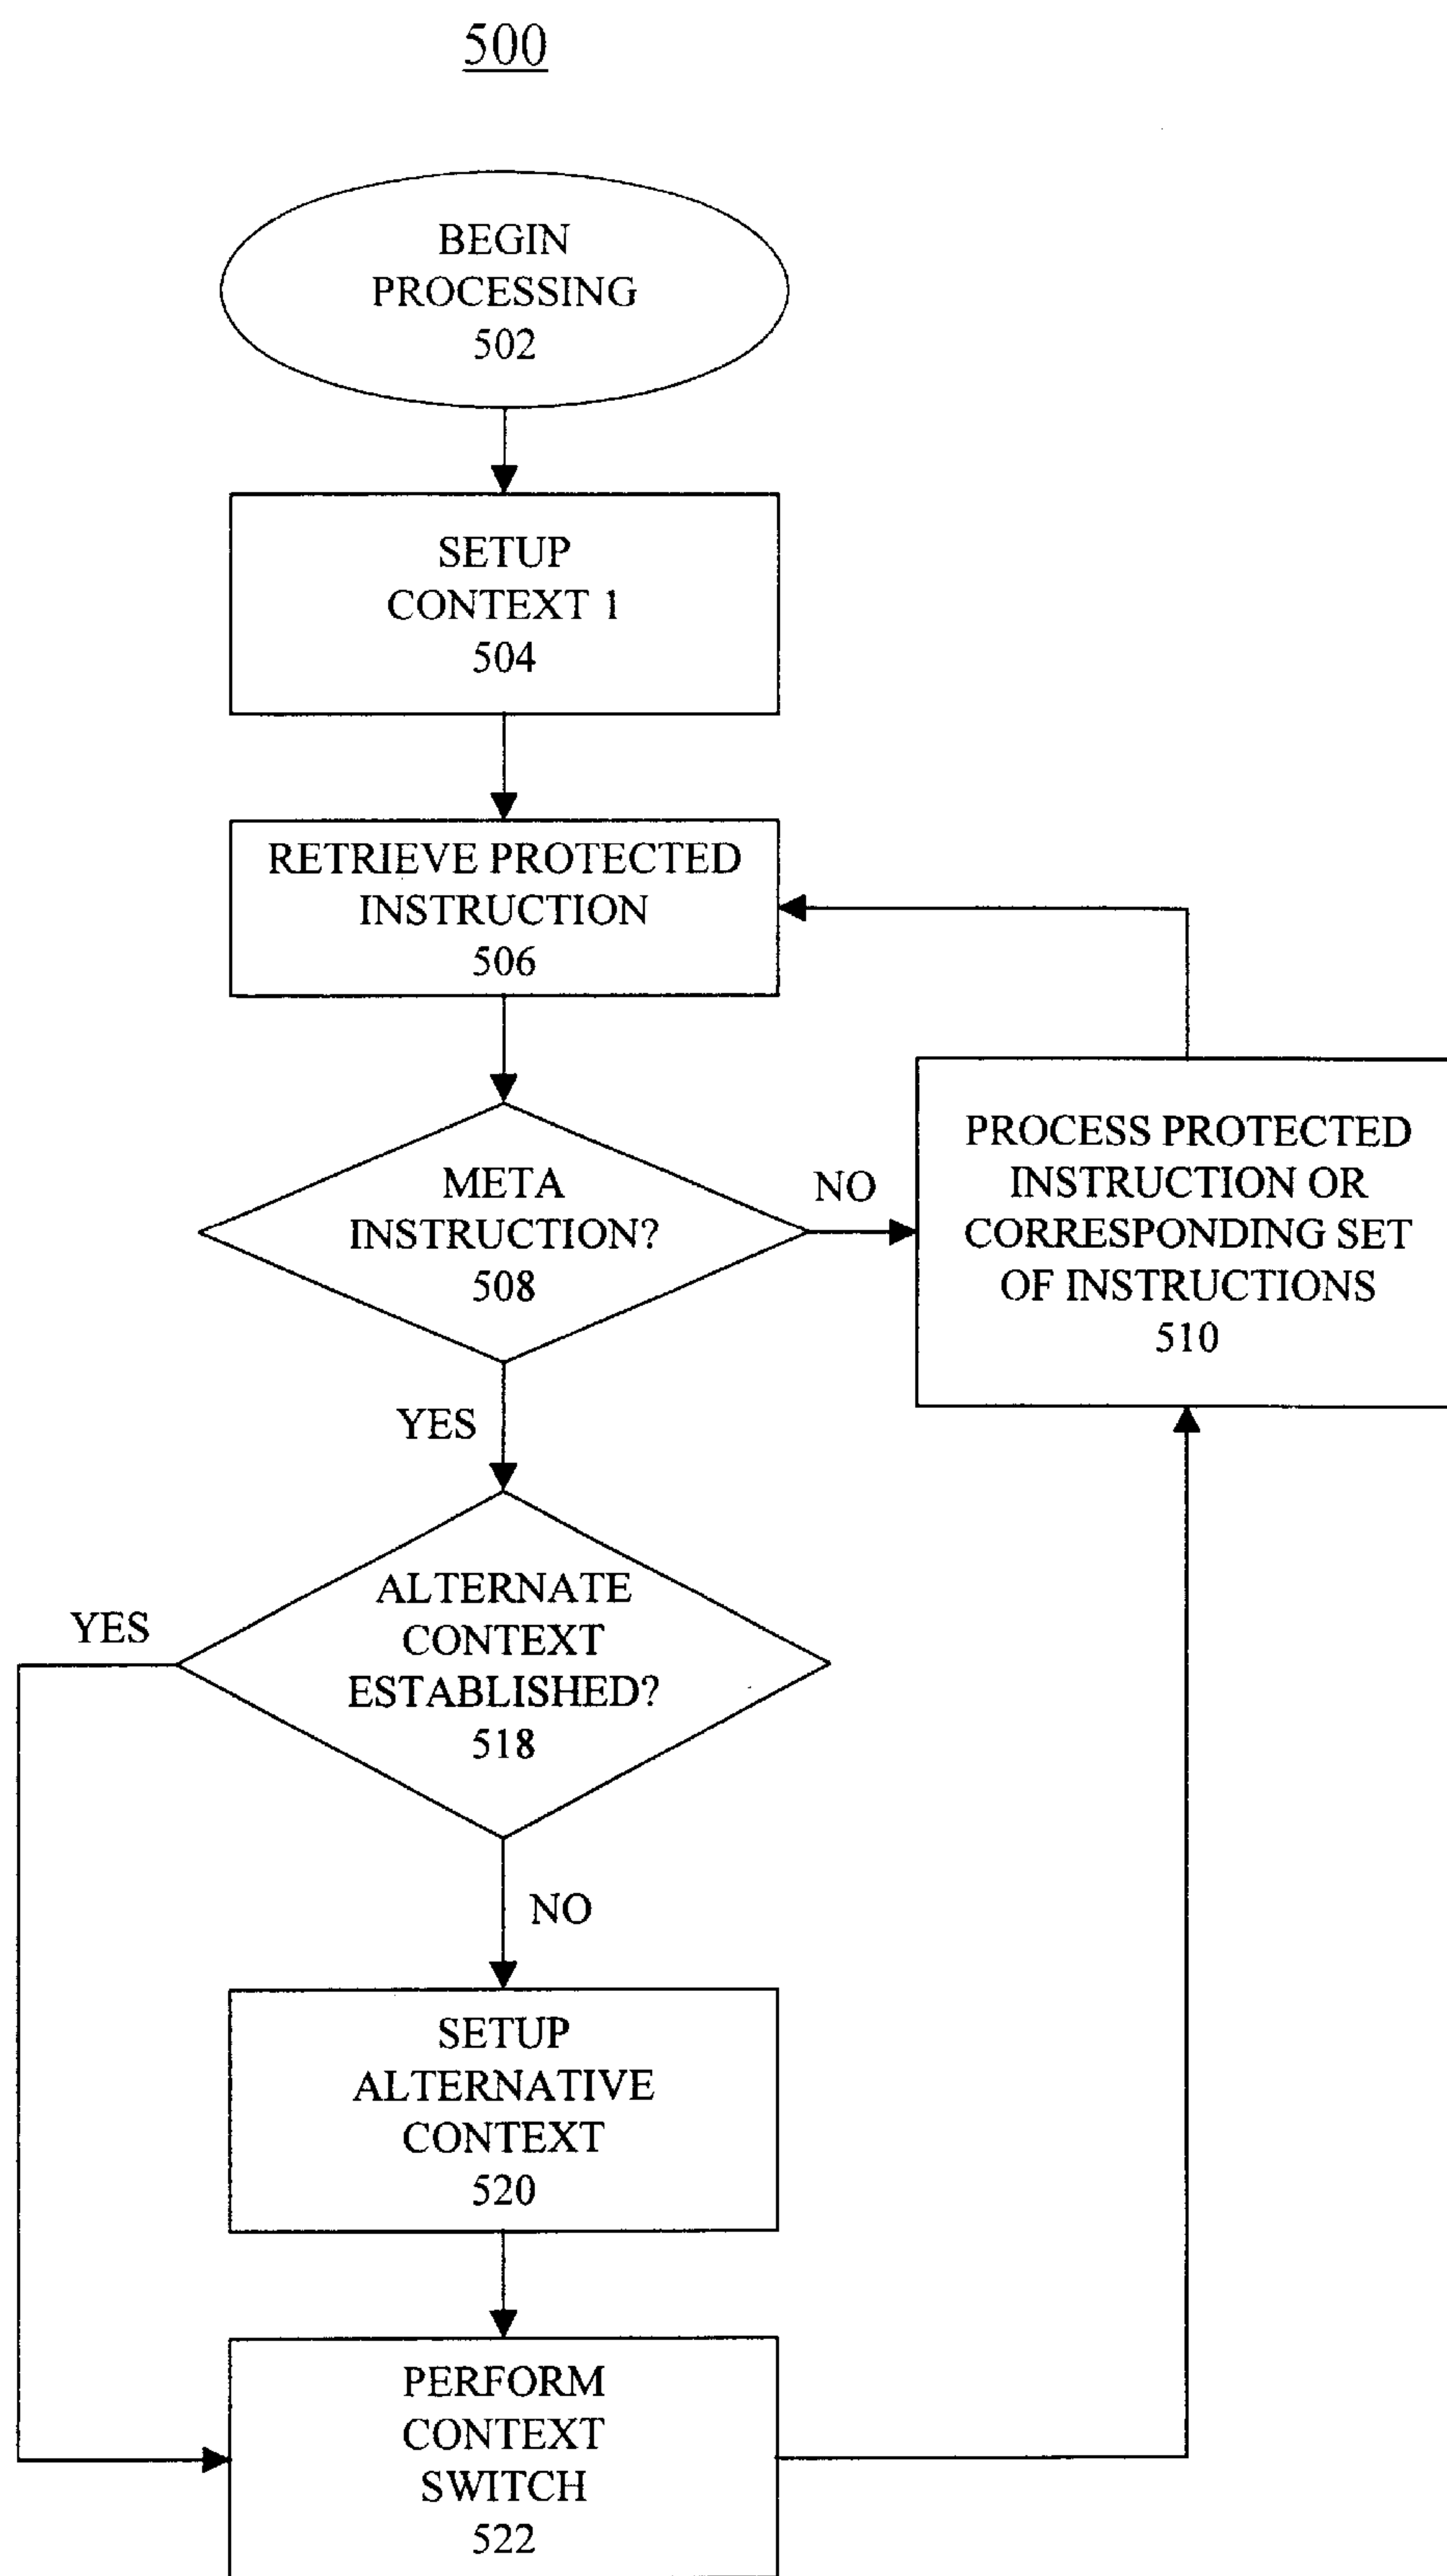 500
BEGIN
PROCESSING
502
SETUP
CONTEXT 1
504
RETRIEVE PROTECTED
INSTRUCTION
506
META
INSTRUCTION?
508
NO
PROCESS PROTECTED
INSTRUCTION OR
CORRESPONDING SET
OF INSTRUCTIONS
510
YES
ALTERNATE
CONTEXT
ESTABLISHED?
518
YES
NO
SETUP
ALTERNATIVE
CONTEXT
520
PERFORM
CONTEXT
SWITCH
522